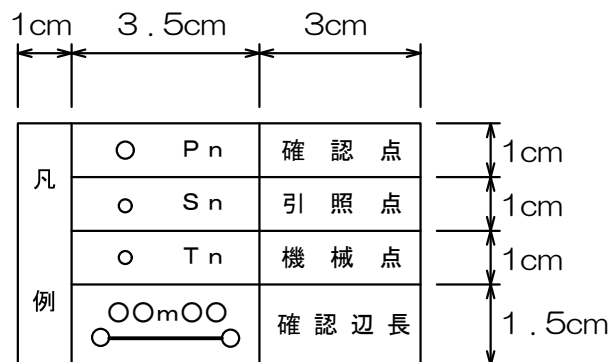 1cm 3.5cm 3cm
凡例
○ Pn 確認点 1cm
○ Sn 引照点 1cm
○ Tn 機械点 1cm
○○m○○ 確認辺長 1.5cm